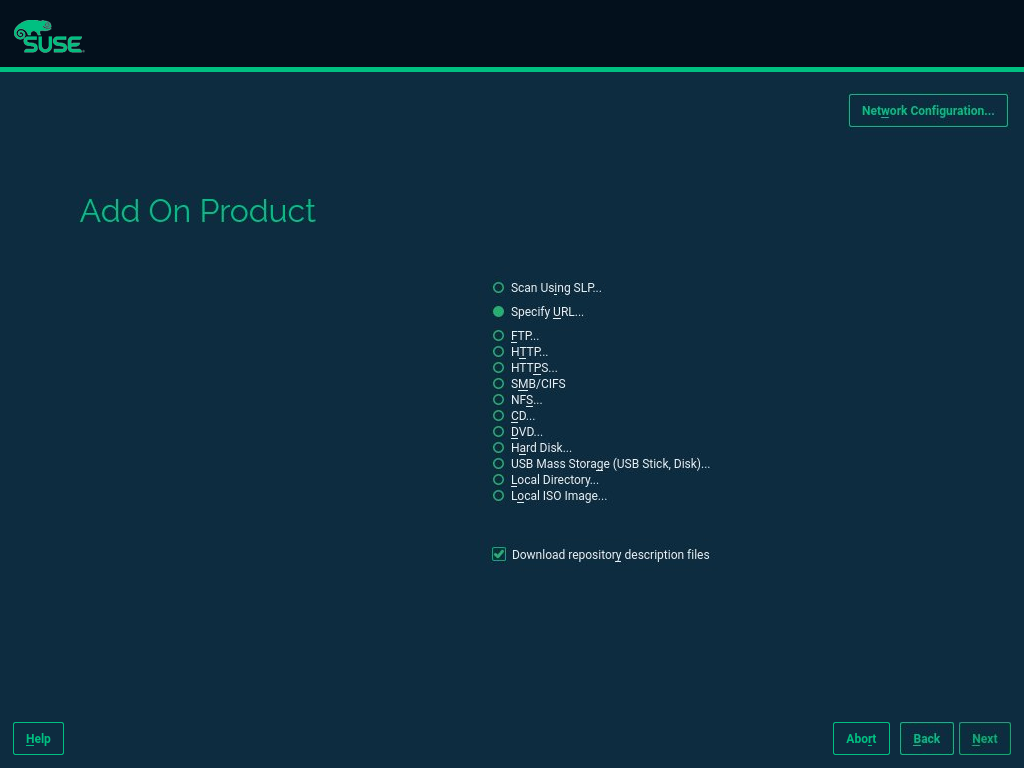 SUSE
Network Configuration...
Add On Product
Scan Using SLP...
Specify URL...
FTP...
HTTP...
HTTPS...
SMB/CIFS
NFS...
CD...
DVD...
Hard Disk...
USB Mass Storage (USB Stick, Disk)...
Local Directory...
Local ISO Image...
Download repository description files
Help
Abort
Back
Next